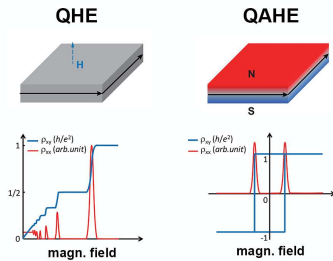 QHE
H
ρxy (h/e²)
ρxx (arb.unit)
1
1/2
0
magn. field
QAHE
N
S
ρxy (h/e²)
ρxx (arb.unit)
1
0
-1
magn. field